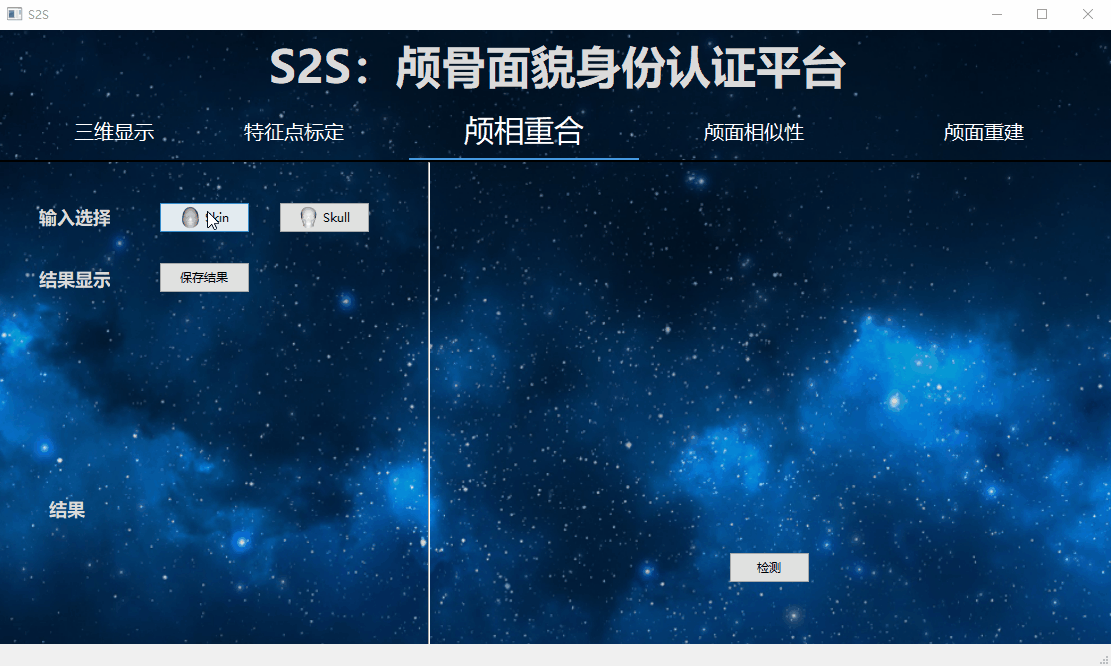 S2S
S2S：颅骨面貌身份认证平台
三维显示 特征点标定 颅相重合 颅面相似性 颅面重建
输入选择 Skin Skull
结果显示 保存结果
结果
检测